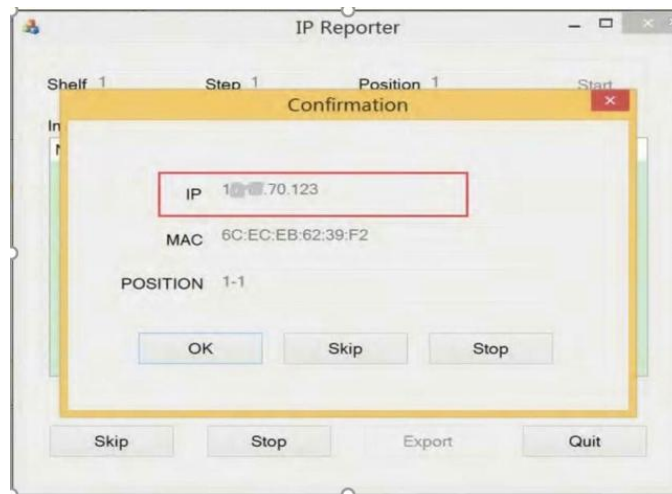 IP Reporter
Shelf 1 Step 1 Position 1 Start
Confirmation
IP .70.123
MAC 6C:EC:EB:62:39:F2
POSITION 1-1
OK Skip Stop
Skip Stop Export Quit